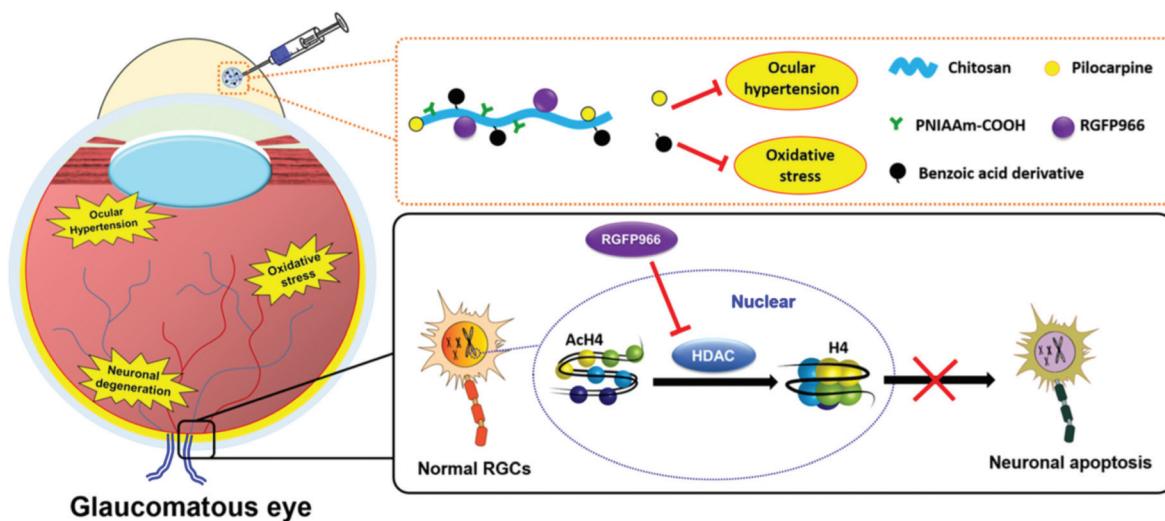 Ocular
hypertension
Oxidative
stress
Chitosan
Pilocarpine
PNIAAm-COOH
RGFP966
Benzoic acid derivative
Ocular
Hypertension
Oxidative
stress
Neuronal
degeneration
Glaucomatous eye
RGFP966
Nuclear
AcH4
HDAC
H4
Normal RGCs
Neuronal apoptosis